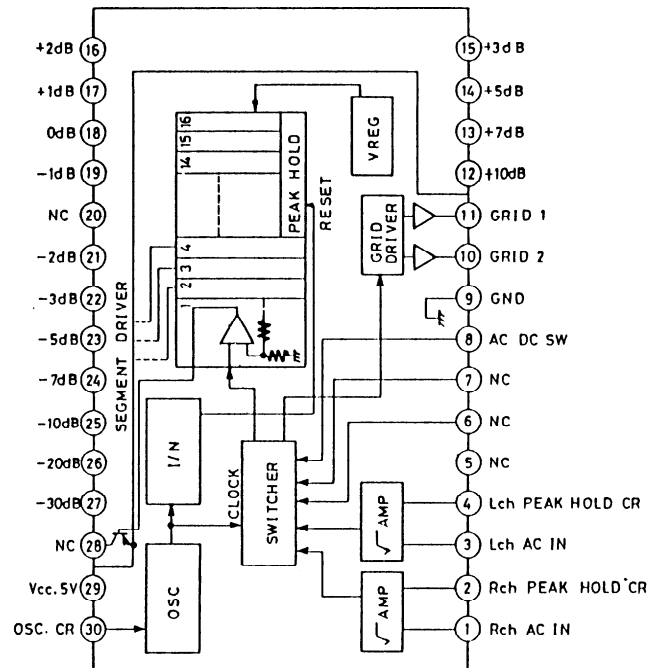 +2dB 16
+1dB 17
0dB 18
-1dB 19
NC 20
-2dB 21
-3dB 22
-5dB 23
-7dB 24
-10dB 25
-20dB 26
-30dB 27
NC 28
Vcc.5V 29
OSC. CR 30
SEGMENT DRIVER
16
15
14
4
3
2
1
PEAK HOLD
RESET
VREG
GRID DRIVER
I/N
OSC
CLOCK
SWITCHER
√AMP
√AMP
15 +3dB
14 +5dB
13 +7dB
12 +10dB
11 GRID 1
10 GRID 2
9 GND
8 AC DC SW
7 NC
6 NC
5 NC
4 Lch PEAK HOLD CR
3 Lch AC IN
2 Rch PEAK HOLD CR
1 Rch AC IN